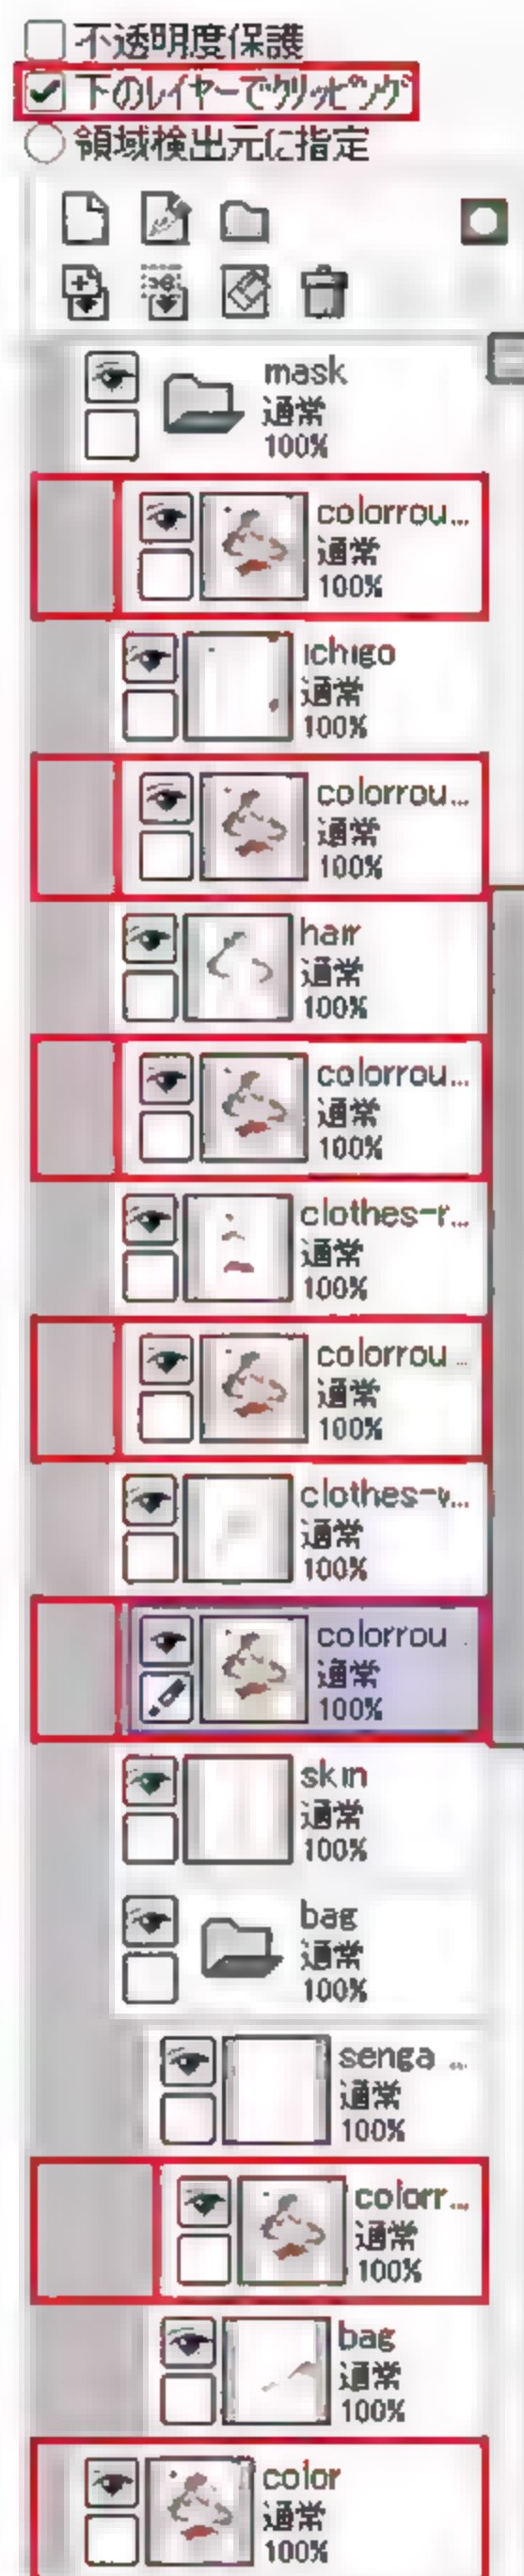 不透明度保護
下のレイヤーでクリッピング
領域検出元に指定
mask
通常
100%
colorrou...
通常
100%
ichigo
通常
100%
colorrou...
通常
100%
hair
通常
100%
colorrou...
通常
100%
clothes-r...
通常
100%
colorrou...
通常
100%
clothes-w...
通常
100%
colorrou...
通常
100%
skin
通常
100%
bag
通常
100%
senga ...
通常
100%
colorr...
通常
100%
bag
通常
100%
color
通常
100%